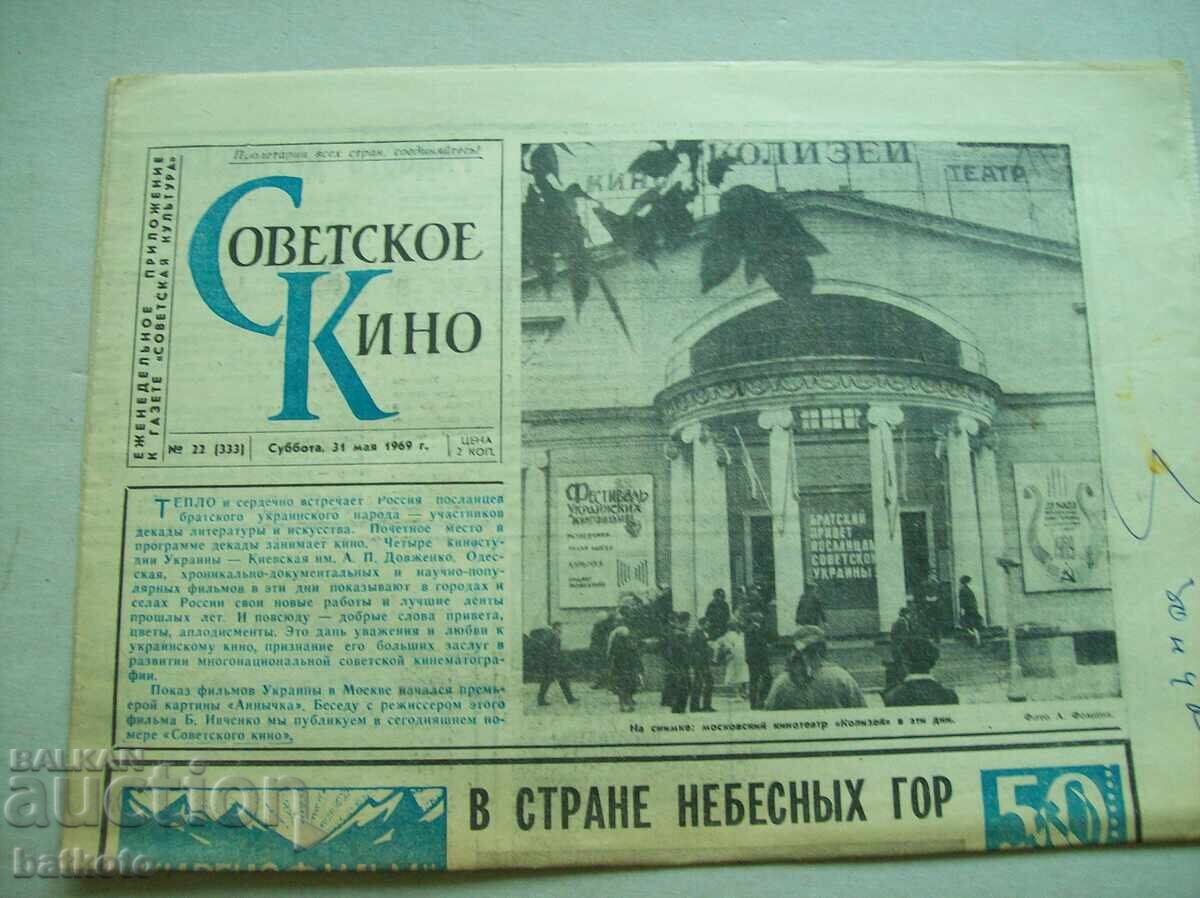 Пролетарии всех стран, соединяйтесь!
ЕЖЕНЕДЕЛЬНОЕ ПРИЛОЖЕНИЕ
К ГАЗЕТЕ «СОВЕТСКАЯ КУЛЬТУРА»
СОВЕТСКОЕ
КИНО
№ 22 (333)
Суббота, 31 мая 1969 г.
ЦЕНА
2 КОП.
ТЕПЛО и сердечно встречает Россия посланцев
братского украинского народа — участников
декады литературы и искусства. Почетное место в
программе декады занимает кино. Четыре киносту-
дии Украины — Киевская им. А. П. Довженко, Одес-
ская, хроникально-документальных и научно-попу-
лярных фильмов в эти дни показывают в городах и
селах России свои новые работы и лучшие ленты
прошлых лет. И повсюду — добрые слова привета,
цветы, аплодисменты. Это дань уважения и любви к
украинскому кино, признание его больших заслуг в
развитии многонациональной советской кинематогра-
фии.
Показ фильмов Украины в Москве начался премь-
ерой картины «Аннычка». Беседу с режиссером этого
фильма Б. Ивченко мы публикуем в сегодняшнем но-
мере «Советского кино».
КОЛИЗЕЙ
КИНО ТЕАТР
ФЕСТИВАЛЬ
УКРАИНСКИХ
БРАТСКИЙ
ПРИВЕТ
ПОСЛАНЦАМ
СОВЕТСКОЙ
УКРАИНЫ
1969
На снимке: московский кинотеатр «Колизей» в эти дни.
Фото А. Фомина.
В СТРАНЕ НЕБЕСНЫХ ГОР
50
BALKAN
auction
batkoto